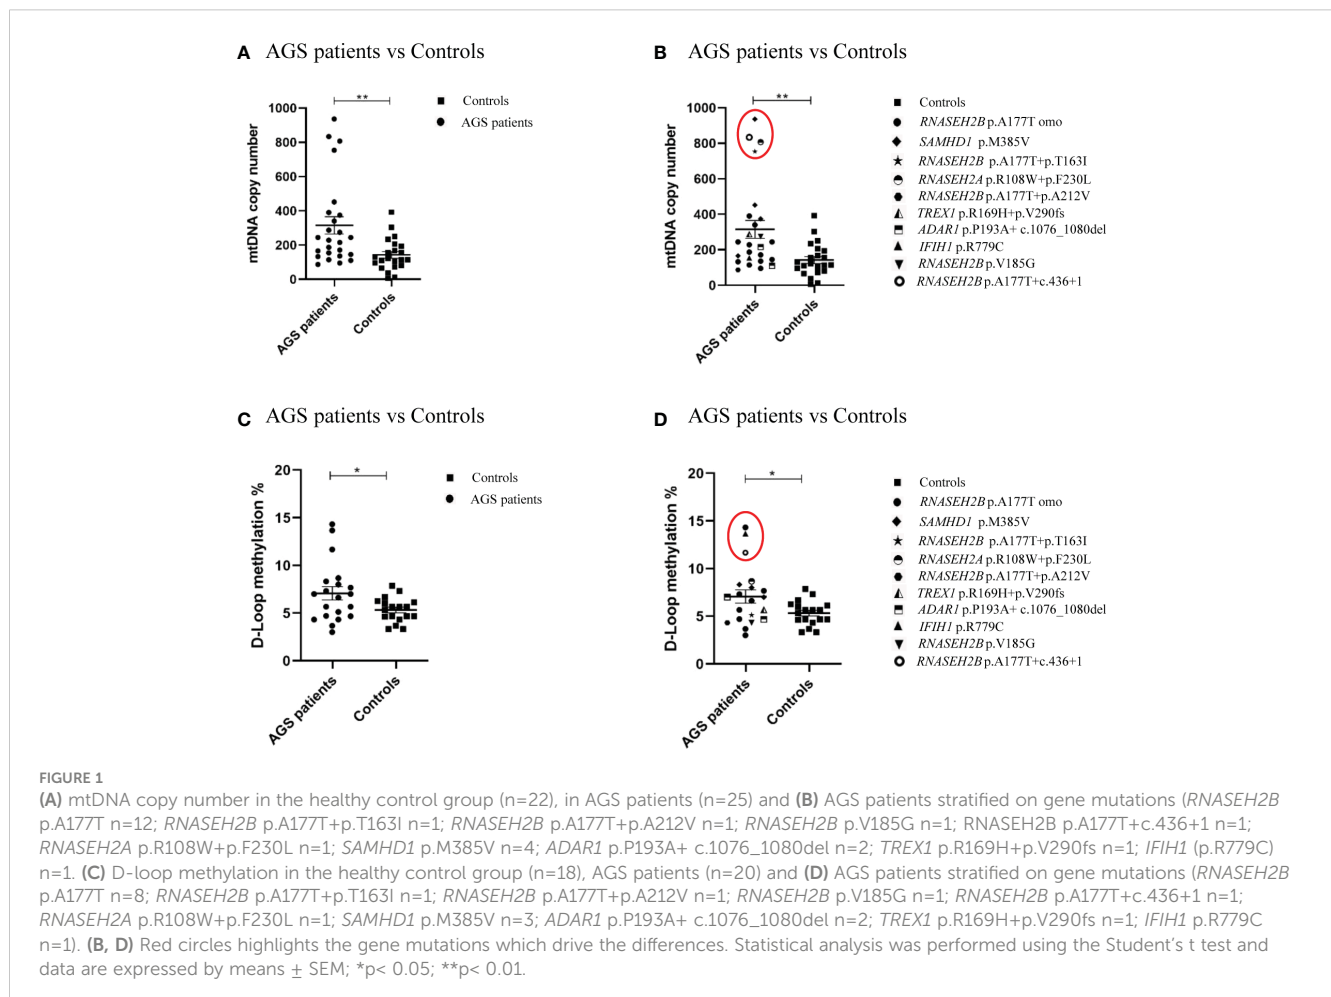 A AGS patients vs Controls
**
1000
800
600
400
200
0
mtDNA copy number
AGS patients
Controls
Controls
AGS patients
B AGS patients vs Controls
**
1000
800
600
400
200
0
mtDNA copy number
AGS patients
Controls
Controls
RNASEH2B p.A177T omo
SAMHD1 p.M385V
RNASEH2B p.A177T+p.T163I
RNASEH2A p.R108W+p.F230L
RNASEH2B p.A177T+p.A212V
TREX1 p.R169H+p.V290fs
ADAR1 p.P193A+ c.1076_1080del
IFIH1 p.R779C
RNASEH2B p.V185G
RNASEH2B p.A177T+c.436+1
C AGS patients vs Controls
*
20
15
10
5
0
D-Loop methylation %
AGS patients
Controls
Controls
AGS patients
D AGS patients vs Controls
*
20
15
10
5
0
D-Loop methylation %
AGS patients
Controls
Controls
RNASEH2B p.A177T omo
SAMHD1 p.M385V
RNASEH2B p.A177T+p.T163I
RNASEH2A p.R108W+p.F230L
RNASEH2B p.A177T+p.A212V
TREX1 p.R169H+p.V290fs
ADAR1 p.P193A+ c.1076_1080del
IFIH1 p.R779C
RNASEH2B p.V185G
RNASEH2B p.A177T+c.436+1
FIGURE 1
(A) mtDNA copy number in the healthy control group (n=22), in AGS patients (n=25) and (B) AGS patients stratified on gene mutations (RNASEH2B
p.A177T n=12; RNASEH2B p.A177T+p.T163I n=1; RNASEH2B p.A177T+p.A212V n=1; RNASEH2B p.V185G n=1; RNASEH2B p.A177T+c.436+1 n=1;
RNASEH2A p.R108W+p.F230L n=1; SAMHD1 p.M385V n=4; ADAR1 p.P193A+ c.1076_1080del n=2; TREX1 p.R169H+p.V290fs n=1; IFIH1 (p.R779C)
n=1. (C) D-loop methylation in the healthy control group (n=18), AGS patients (n=20) and (D) AGS patients stratified on gene mutations (RNASEH2B
p.A177T n=8; RNASEH2B p.A177T+p.T163I n=1; RNASEH2B p.A177T+p.A212V n=1; RNASEH2B p.V185G n=1; RNASEH2B p.A177T+c.436+1 n=1;
RNASEH2A p.R108W+p.F230L n=1; SAMHD1 p.M385V n=3; ADAR1 p.P193A+ c.1076_1080del n=2; TREX1 p.R169H+p.V290fs n=1; IFIH1 p.R779C
n=1). (B, D) Red circles highlights the gene mutations which drive the differences. Statistical analysis was performed using the Student's t test and
data are expressed by means ± SEM; *p< 0.05; **p< 0.01.